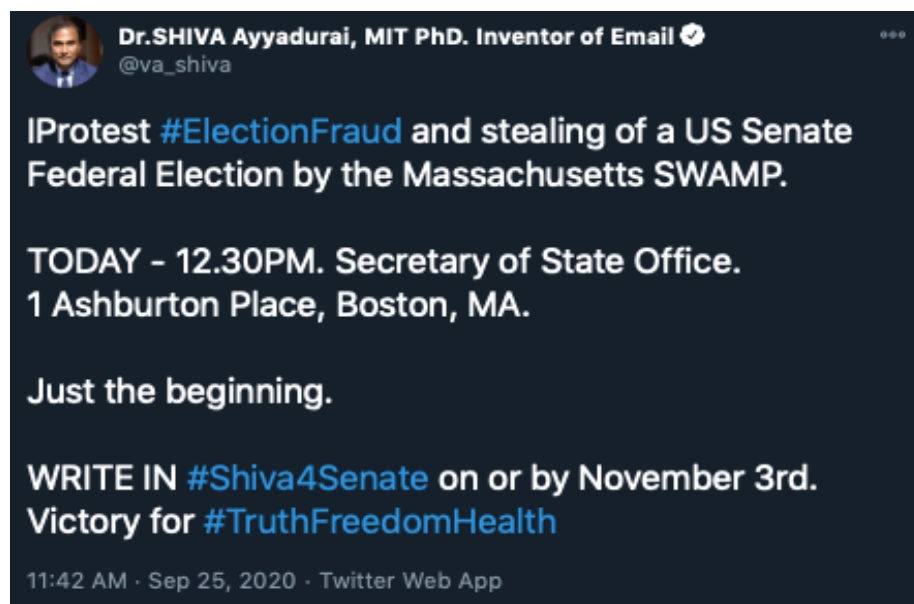 Dr.SHIVA Ayyadurai, MIT PhD. Inventor of Email
@va_shiva
IProtest #ElectionFraud and stealing of a US Senate
Federal Election by the Massachusetts SWAMP.
TODAY - 12.30PM. Secretary of State Office.
1 Ashburton Place, Boston, MA.
Just the beginning.
WRITE IN #Shiva4Senate on or by November 3rd.
Victory for #TruthFreedomHealth
11:42 AM · Sep 25, 2020 · Twitter Web App